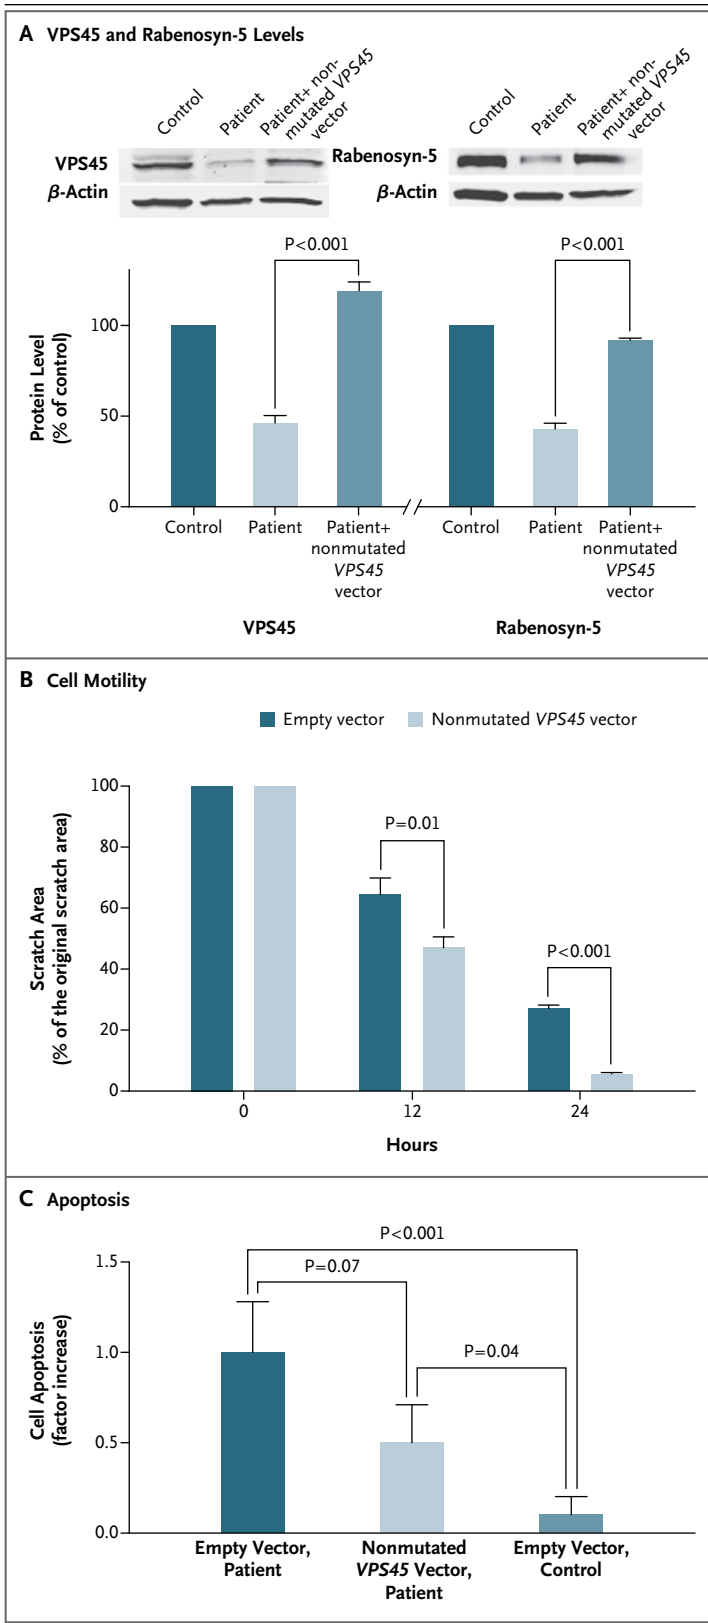 A VPS45 and Rabenosyn-5 Levels
Control
Patient
Patient+ non-
mutated VPS45
vector
Control
Patient
Patient+ non-
mutated VPS45
vector
VPS45
β-Actin
Rabenosyn-5
β-Actin
P<0.001
P<0.001
Protein Level
(% of control)
100
50
0
Control
Patient
Patient+
nonmutated
VPS45
vector
Control
Patient
Patient+
nonmutated
VPS45
vector
VPS45
Rabenosyn-5
B Cell Motility
Empty vector
Nonmutated VPS45 vector
Scratch Area
(% of the original scratch area)
100
80
60
40
20
0
P=0.01
P<0.001
0
12
24
Hours
C Apoptosis
Cell Apoptosis
(factor increase)
1.5
1.0
0.5
0.0
P<0.001
P=0.07
P=0.04
Empty Vector,
Patient
Nonmutated
VPS45 Vector,
Patient
Empty Vector,
Control